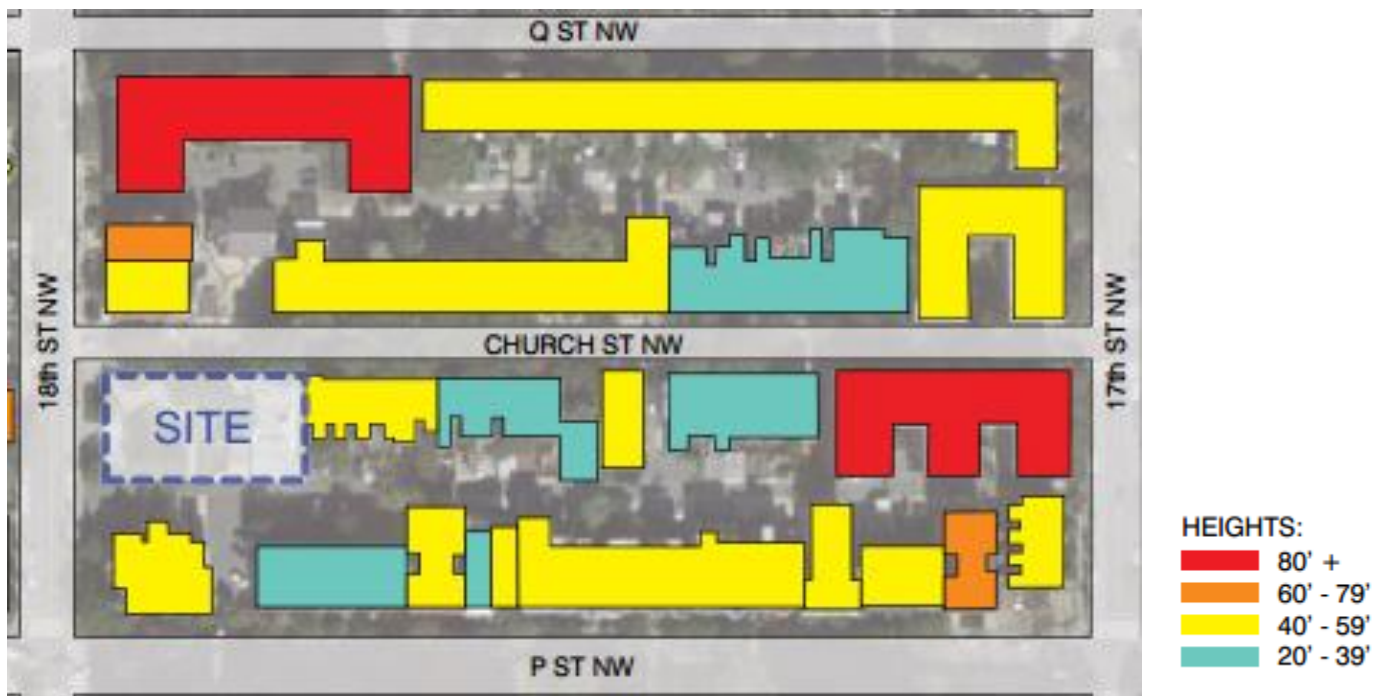 Q ST NW
18th ST NW
CHURCH ST NW
17th ST NW
SITE
P ST NW
HEIGHTS:
80' +
60' - 79'
40' - 59'
20' - 39'